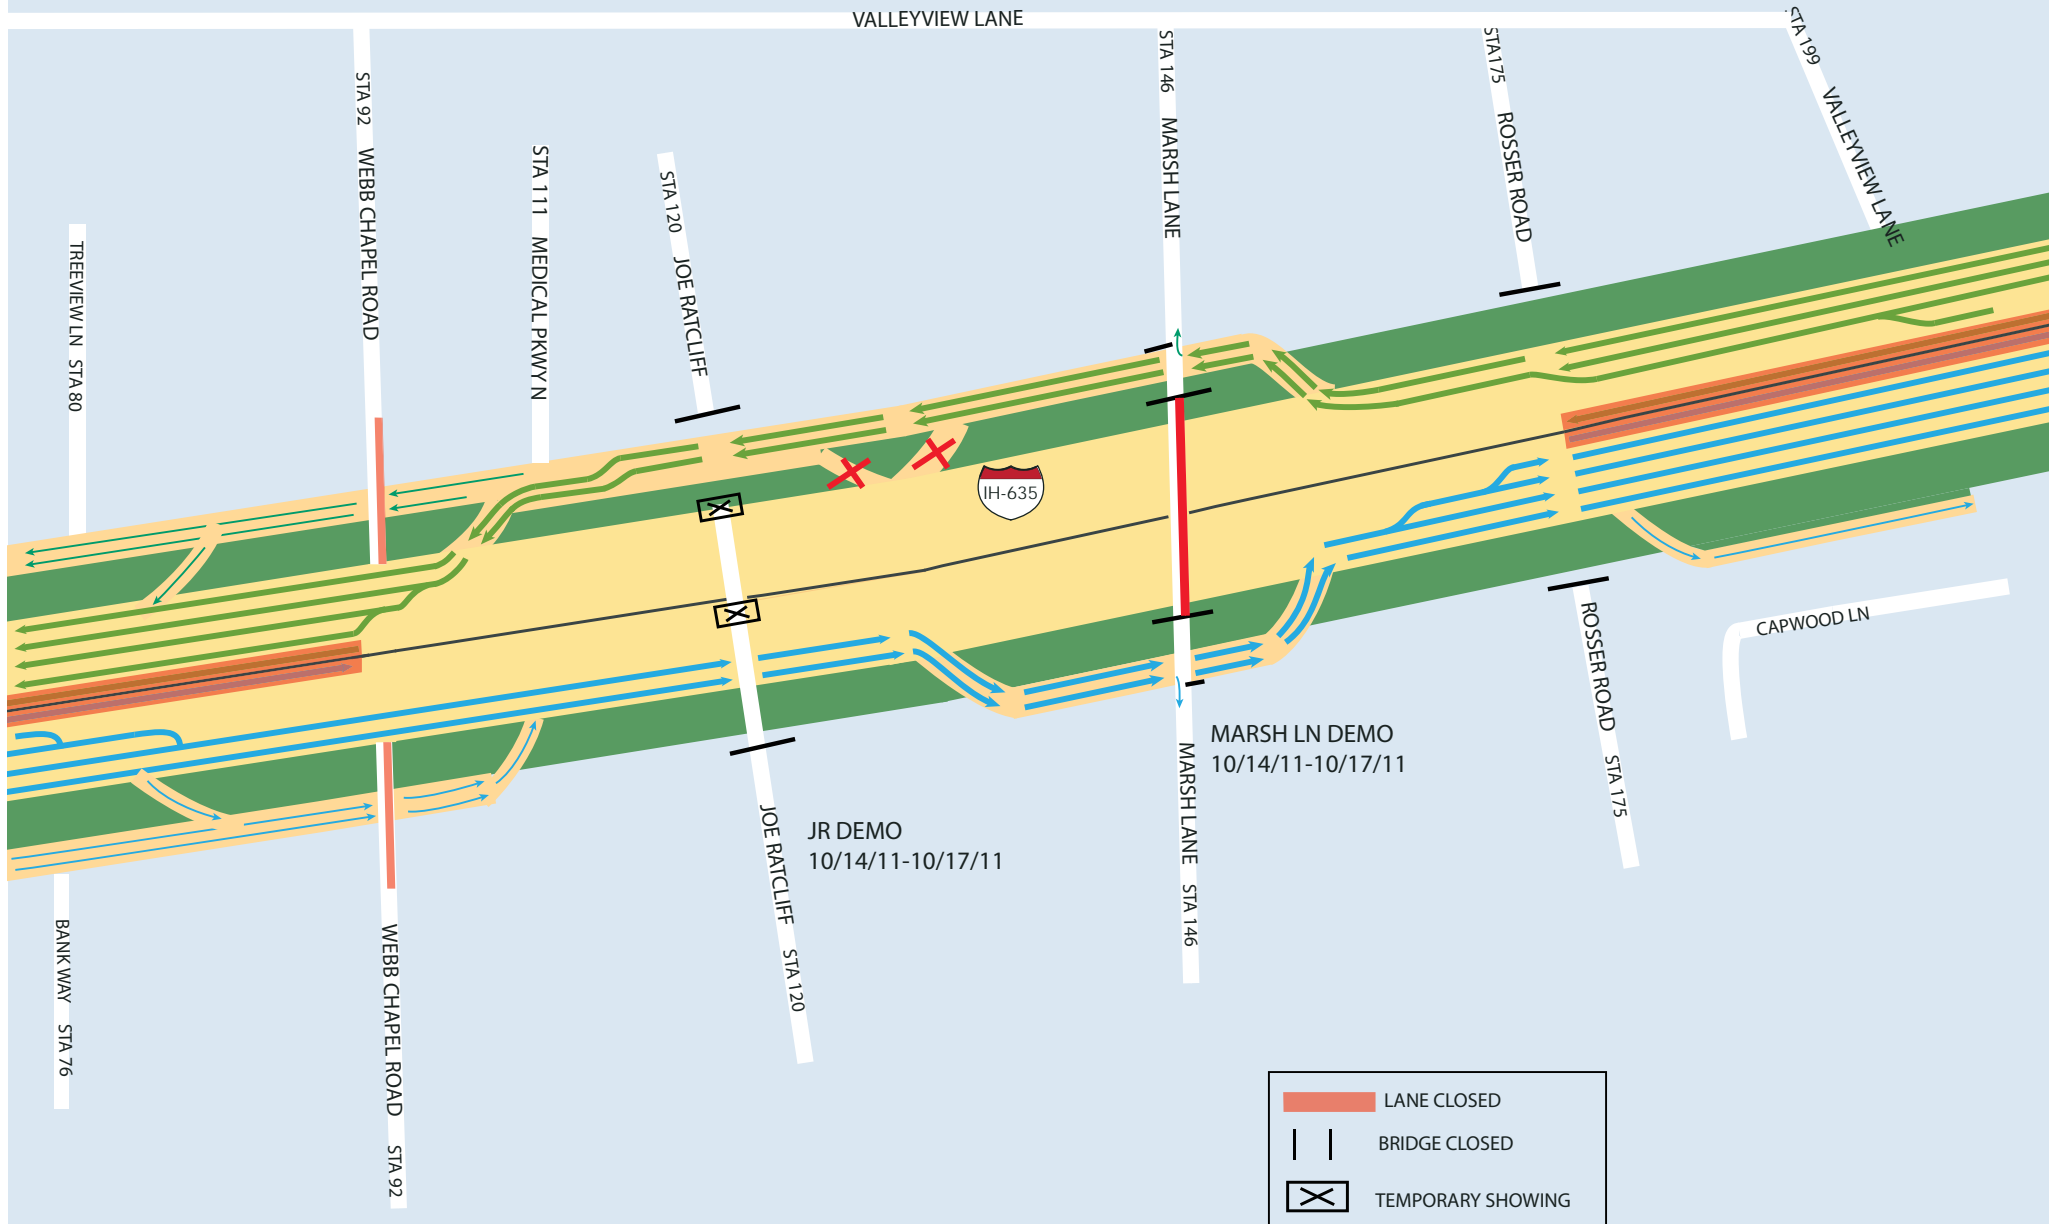 VALLEYVIEW LANE
STA 92 WEBB CHAPEL ROAD
STA 111 MEDICAL PKWY N
STA 120 JOE RATCLIFF
TREEVIEW LN STA 80
STA 146 MARSH LANE
STA175 ROSSER ROAD
STA 199 VALLEYVIEW LANE
IH-635
CAPWOOD LN
ROSSER ROAD STA 175
MARSH LN DEMO
10/14/11-10/17/11
MARSH LANE STA 146
JR DEMO
10/14/11-10/17/11
JOE RATCLIFF STA 120
BANK WAY STA 76
WEBB CHAPEL ROAD STA 92
LANE CLOSED
BRIDGE CLOSED
TEMPORARY SHOWING